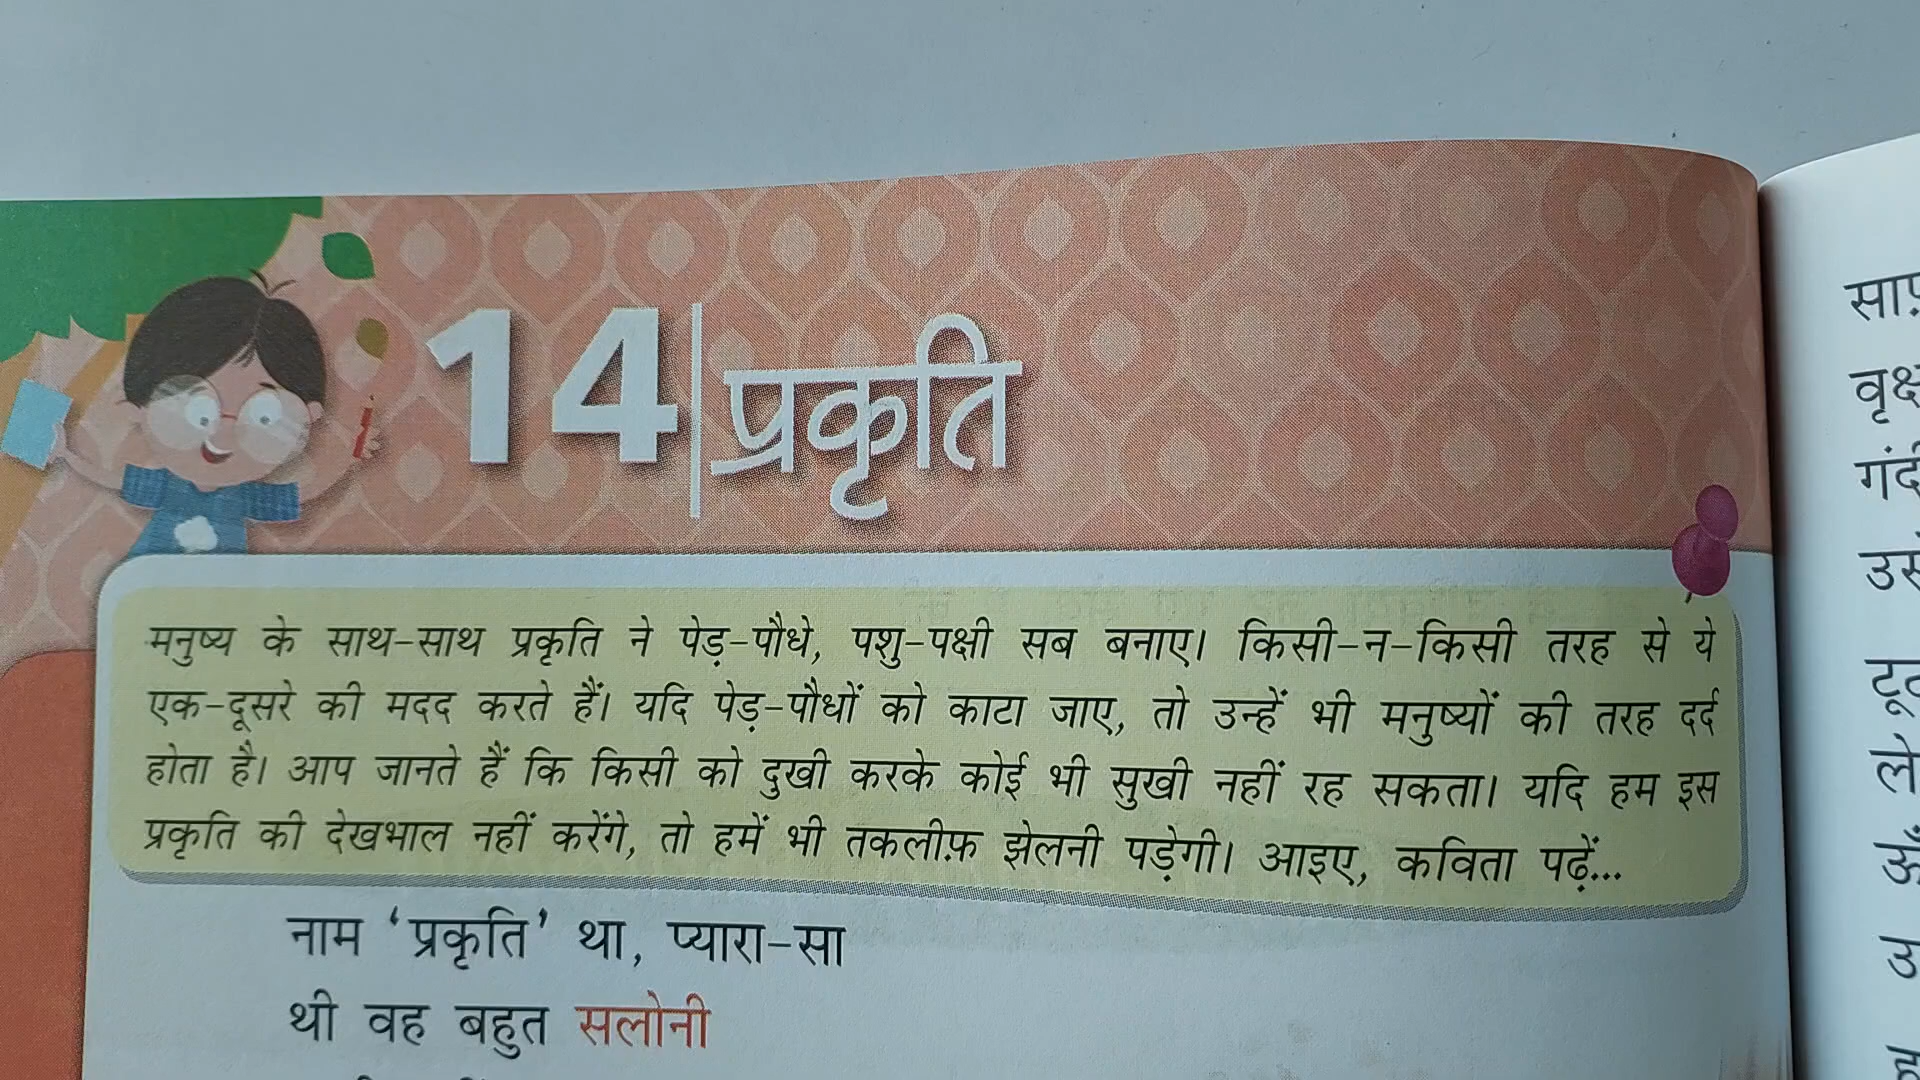 14 प्रकृति
मनुष्य के साथ-साथ प्रकृति ने पेड़-पौधे, पशु-पक्षी सब बनाए। किसी-न-किसी तरह से ये
एक-दूसरे की मदद करते हैं। यदि पेड़-पौधों को काटा जाए, तो उन्हें भी मनुष्यों की तरह दर्द
होता है। आप जानते हैं कि किसी को दुखी करके कोई भी सुखी नहीं रह सकता। यदि हम इस
प्रकृति की देखभाल नहीं करेंगे, तो हमें भी तकलीफ़ झेलनी पड़ेगी। आइए, कविता पढ़ें...
नाम ‘प्रकृति’ था, प्यारा-सा
थी वह बहुत सलोनी